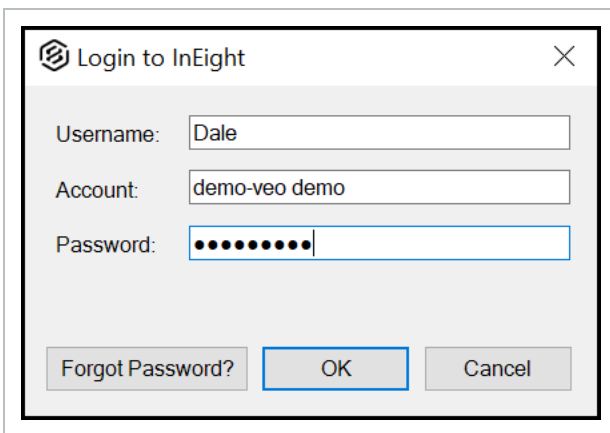 Login to InEight
Username: Dale
Account: demo-veo demo
Password: ●●●●●●●●●
Forgot Password? OK Cancel